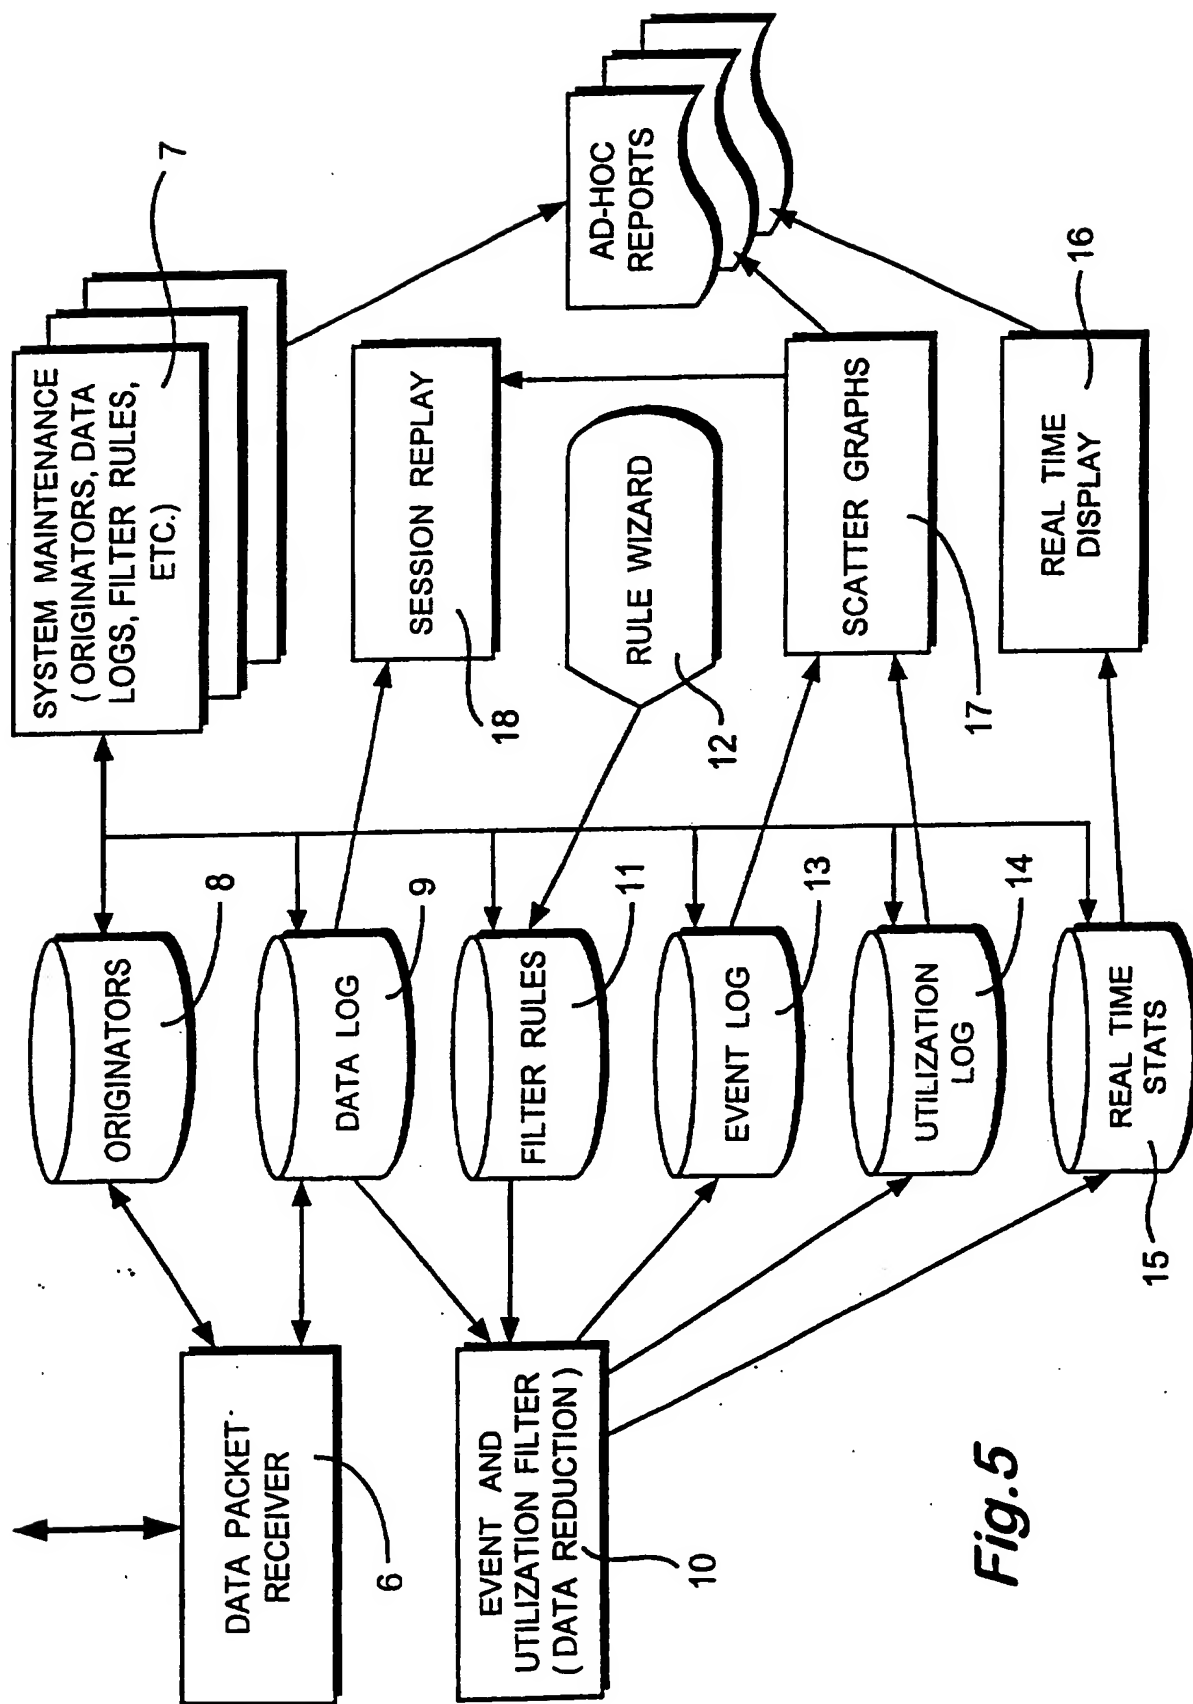 DATA PACKET
RECEIVER
6
EVENT AND
UTILIZATION FILTER
( DATA REDUCTION )
10
ORIGINATORS
8
DATA LOG
9
FILTER RULES
11
EVENT LOG
13
UTILIZATION
LOG
14
REAL TIME
STATS
15
SYSTEM MAINTENANCE
( ORIGINATORS, DATA
LOGS, FILTER RULES,
ETC.)
7
SESSION REPLAY
18
RULE WIZARD
12
SCATTER GRAPHS
17
REAL TIME
DISPLAY
16
AD-HOC
REPORTS
Fig.5